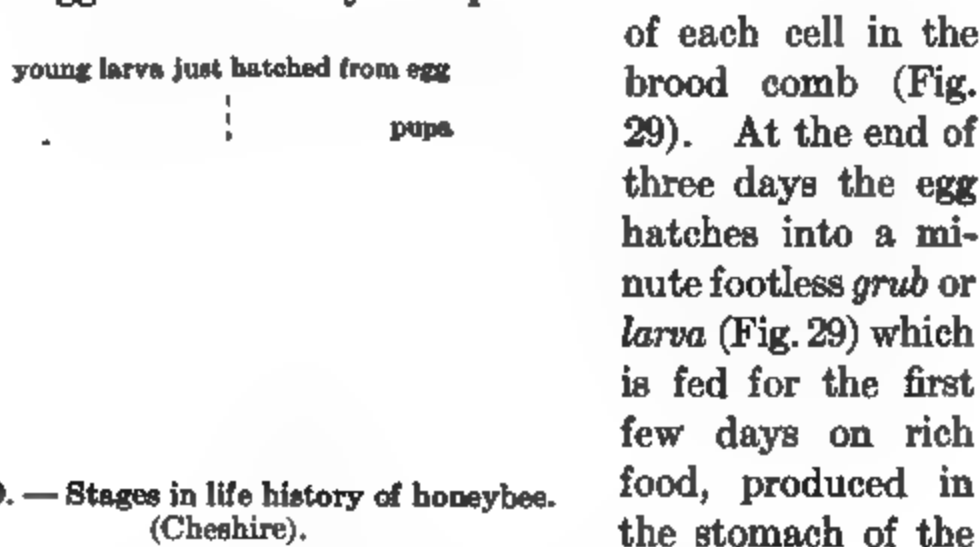 young larva just hatched from egg
pupa
9. — Stages in life history of honeybee.
(Cheshire).
of each cell in the
brood comb (Fig.
29). At the end of
three days the egg
hatches into a mi-
nute footless grub or
larva (Fig. 29) which
is fed for the first
few days on rich
food, produced in
the stomach of the